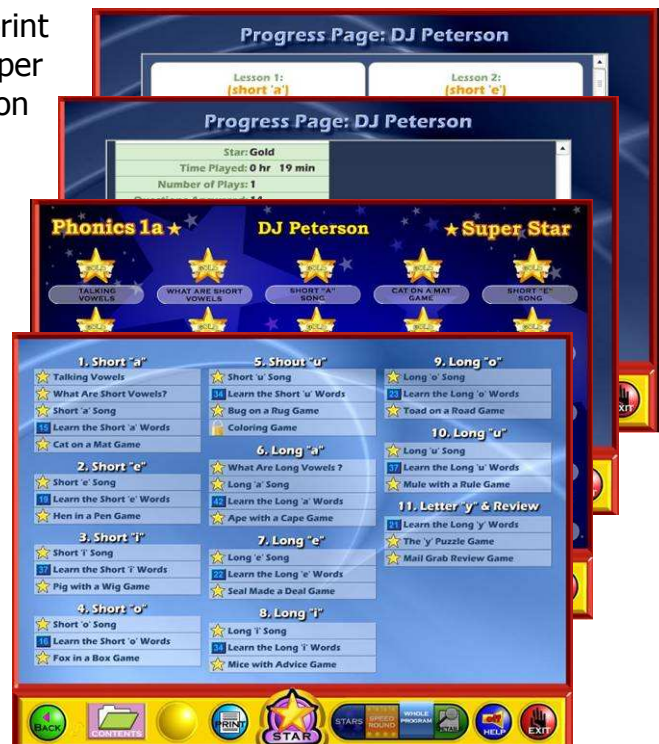 rint
per
on
Progress Page: DJ Peterson
Lesson 1:
(short 'a')
Lesson 2:
(short 'e')
Progress Page: DJ Peterson
Star: Gold
Time Played: 0 hr 19 min
Number of Plays: 1
Phonics 1a
DJ Peterson
Super Star
GOLD GOLD GOLD GOLD GOLD
TALKING VOWELS
WHAT ARE SHORT VOWELS
SHORT "A" SONG
CAT ON A MAT GAME
SHORT "E" SONG
1. Short "a"
Talking Vowels
What Are Short Vowels?
Short 'a' Song
15 Learn the Short 'a' Words
Cat on a Mat Game
2. Short "e"
Short 'e' Song
15 Learn the Short 'e' Words
Hen in a Pen Game
3. Short "i"
Short 'i' Song
37 Learn the Short 'i' Words
Pig with a Wig Game
4. Short "o"
Short 'o' Song
16 Learn the Short 'o' Words
Fox in a Box Game
5. Shout "u"
Short 'u' Song
34 Learn the Short 'u' Words
Bug on a Rug Game
Coloring Game
6. Long "a"
What Are Long Vowels ?
Long 'a' Song
42 Learn the Long 'a' Words
Ape with a Cape Game
7. Long "e"
Long 'e' Song
22 Learn the Long 'e' Words
Seal Made a Deal Game
8. Long "i"
Long 'i' Song
34 Learn the Long 'i' Words
Mice with Advice Game
9. Long "o"
Long 'o' Song
23 Learn the Long 'o' Words
Toad on a Road Game
10. Long "u"
Long 'u' Song
37 Learn the Long 'u' Words
Mule with a Rule Game
11. Letter "y" & Review
21 Learn the Long 'y' Words
The 'y' Puzzle Game
Mail Grab Review Game
BACK
CONTENTS
PRINT
STAR
STARS
SPEED ROUND
WHOLE PROGRAM
DETAIL
off
HELP
EXIT
EXIT